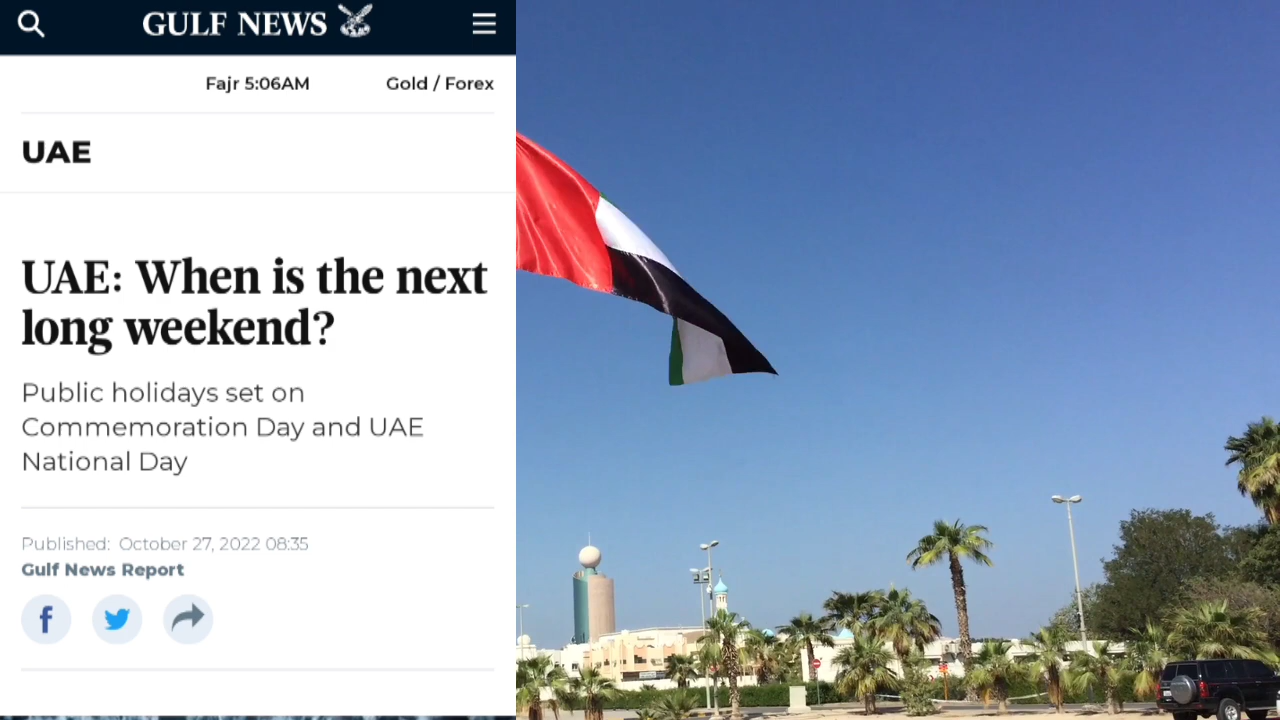 GULF NEWS
Fajr 5:06AM Gold / Forex
UAE
UAE: When is the next
long weekend?
Public holidays set on
Commemoration Day and UAE
National Day
Published: October 27, 2022 08:35
Gulf News Report